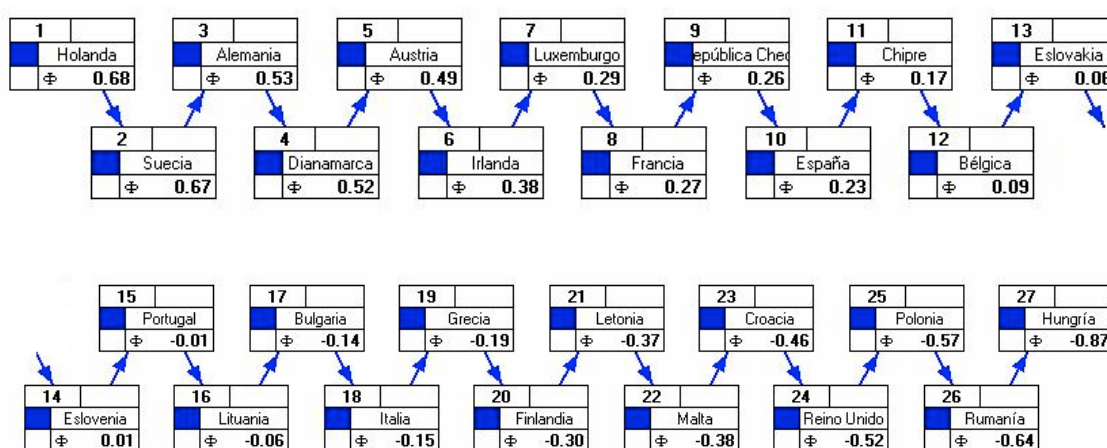 1
Holanda
Φ 0.68
2
Suecia
Φ 0.67
3
Alemania
Φ 0.53
4
Dianamarca
Φ 0.52
5
Austria
Φ 0.49
6
Irlanda
Φ 0.38
7
Luxemburgo
Φ 0.29
8
Francia
Φ 0.27
9
epública Chec
Φ 0.26
10
España
Φ 0.23
11
Chipre
Φ 0.17
12
Bélgica
Φ 0.09
13
Eslovakia
Φ 0.06
14
Eslovenia
Φ 0.01
15
Portugal
Φ -0.01
16
Lituania
Φ -0.06
17
Bulgaria
Φ -0.14
18
Italia
Φ -0.15
19
Grecia
Φ -0.19
20
Finlandia
Φ -0.30
21
Letonia
Φ -0.37
22
Malta
Φ -0.38
23
Croacia
Φ -0.46
24
Reino Unido
Φ -0.52
25
Polonia
Φ -0.57
26
Rumanía
Φ -0.64
27
Hungría
Φ -0.87